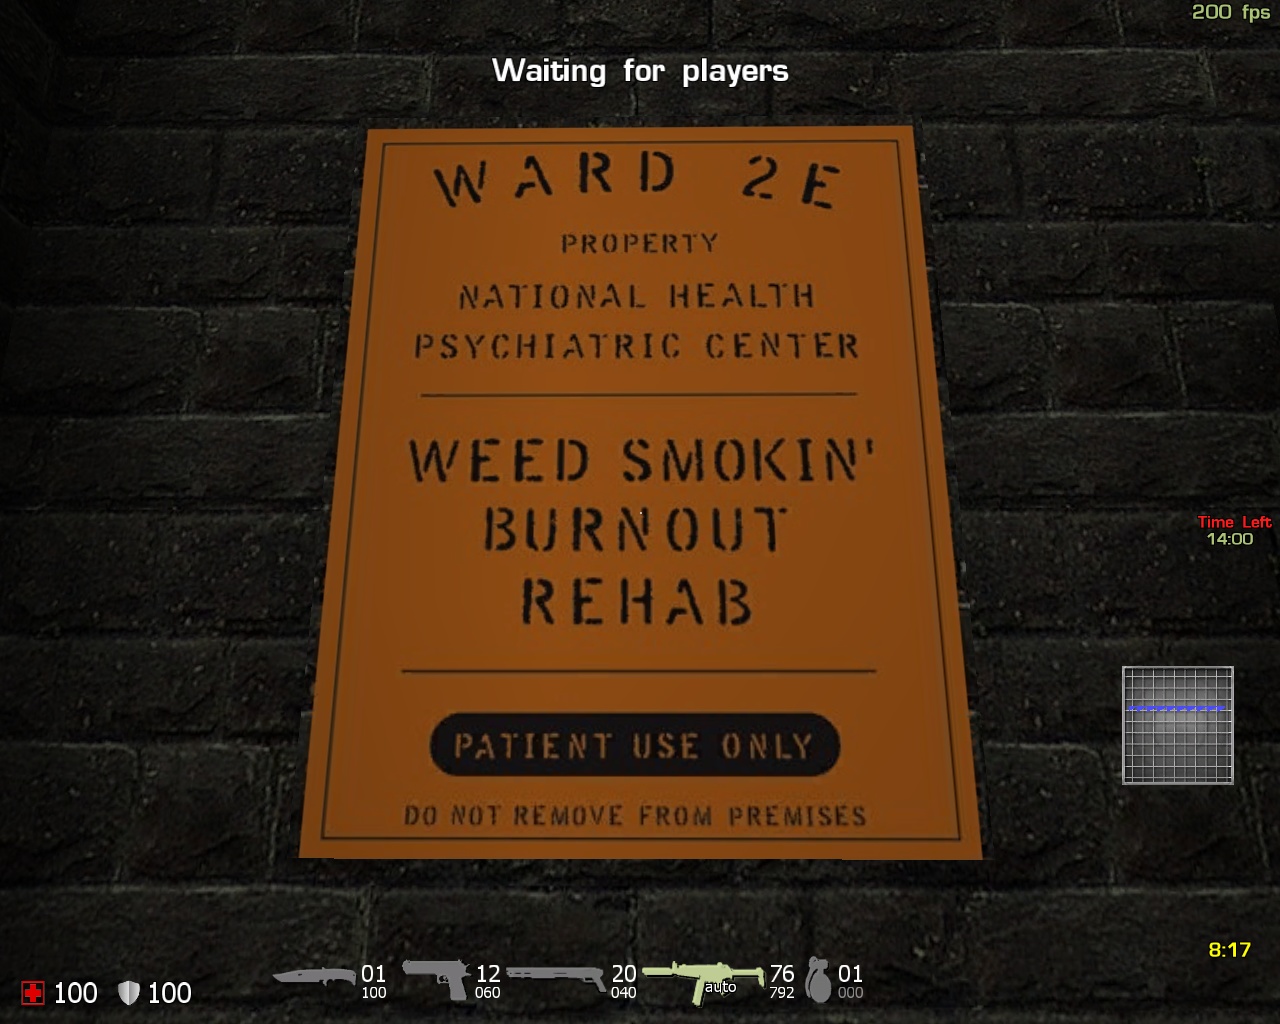 200 fps
Waiting for players
WARD 2E
PROPERTY
NATIONAL HEALTH
PSYCHIATRIC CENTER
WEED SMOKIN'
BURNOUT
REHAB
PATIENT USE ONLY
DO NOT REMOVE FROM PREMISES
Time Left
14:00
8:17
100 100 01 12 20 76 01
100 060 040 auto 792 000